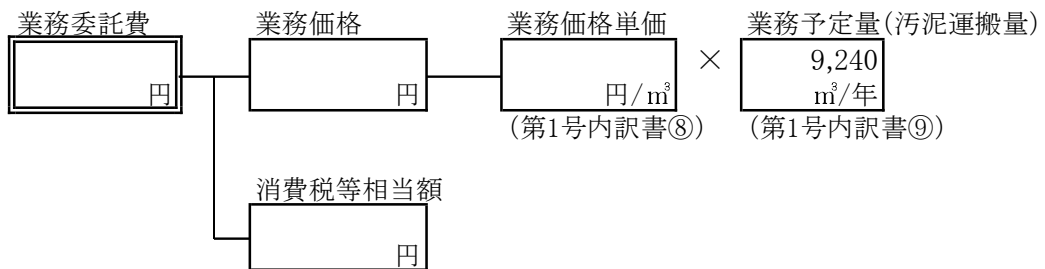 業務委託費 業務価格 業務価格単価 業務予定量(汚泥運搬量)
円 円 円/㎥ × 9,240
㎥/年
(第1号内訳書⑧) (第1号内訳書⑨)
消費税等相当額
円